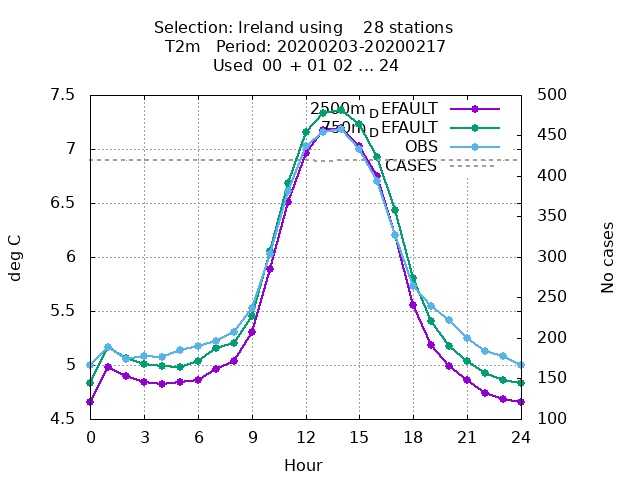 Selection: Ireland using    28 stations
T2m   Period: 20200203-20200217
Used  00  + 01 02 ... 24
7.5
7
6.5
6
5.5
5
4.5
500
450
400
350
300
250
200
150
100
2500m_DEFAULT
750m_DEFAULT
OBS
CASES
deg C
No cases
0 3 6 9 12 15 18 21 24
Hour